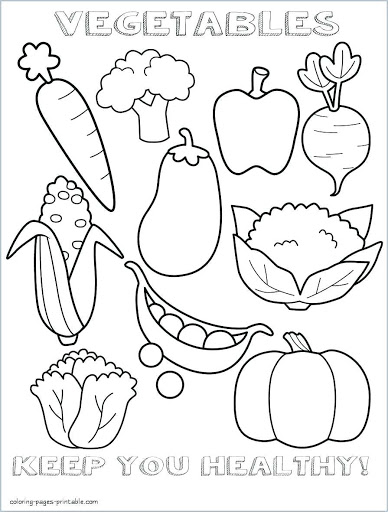 VEGETABLES
KEEP YOU HEALTHY!
coloring-pages-printable.com